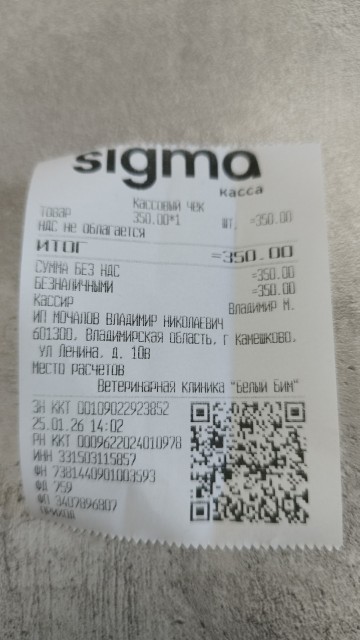 sigma
касса
Кассовый чек
Товар 350.00*1 шт. =350.00
НДС не облагается
ИТОГ =350.00
СУММА БЕЗ НДС =350.00
БЕЗНАЛИЧНЫМИ =350.00
Кассир Владимир М.
ИП МОЧАЛОВ ВЛАДИМИР НИКОЛАЕВИЧ
601300, Владимирская область, г Камешково,
ул Ленина, д. 10в
Место расчетов
Ветеринарная клиника "Белый Бим"
ЗН ККТ 00109022923852
25.01.26 14:02
РН ККТ 0009622024010978
ИНН 331503115857
ФН 7381440901003593
ФД 759
ФП 3407896807
Приход